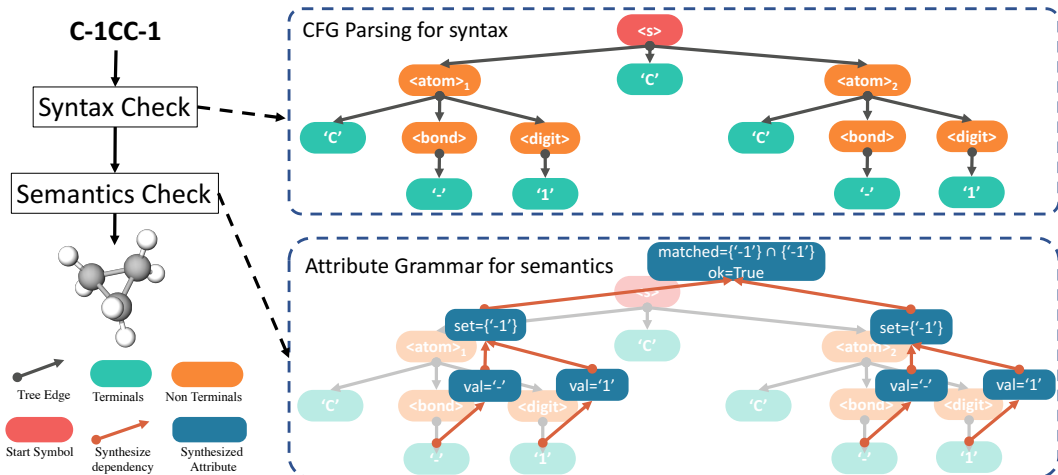 C-1CC-1
Syntax Check
Semantics Check
Tree Edge
Terminals
Non Terminals
Start Symbol
Synthesize
dependency
Synthesized
Attribute
CFG Parsing for syntax
<s>
<atom>1
‘C’
<atom>2
‘C’
<bond>
<digit>
‘C’
<bond>
<digit>
‘-’
‘1’
‘-’
‘1’
Attribute Grammar for semantics
matched={‘-1’} ∩ {‘-1’}
ok=True
<s>
set={‘-1’}
set={‘-1’}
<atom>1
‘C’
<atom>2
val=‘-’
val=‘1’
val=‘-’
val=‘1’
‘C’
<bond>
<digit>
‘C’
<bond>
<digit>
‘-’
‘1’
‘-’
‘1’